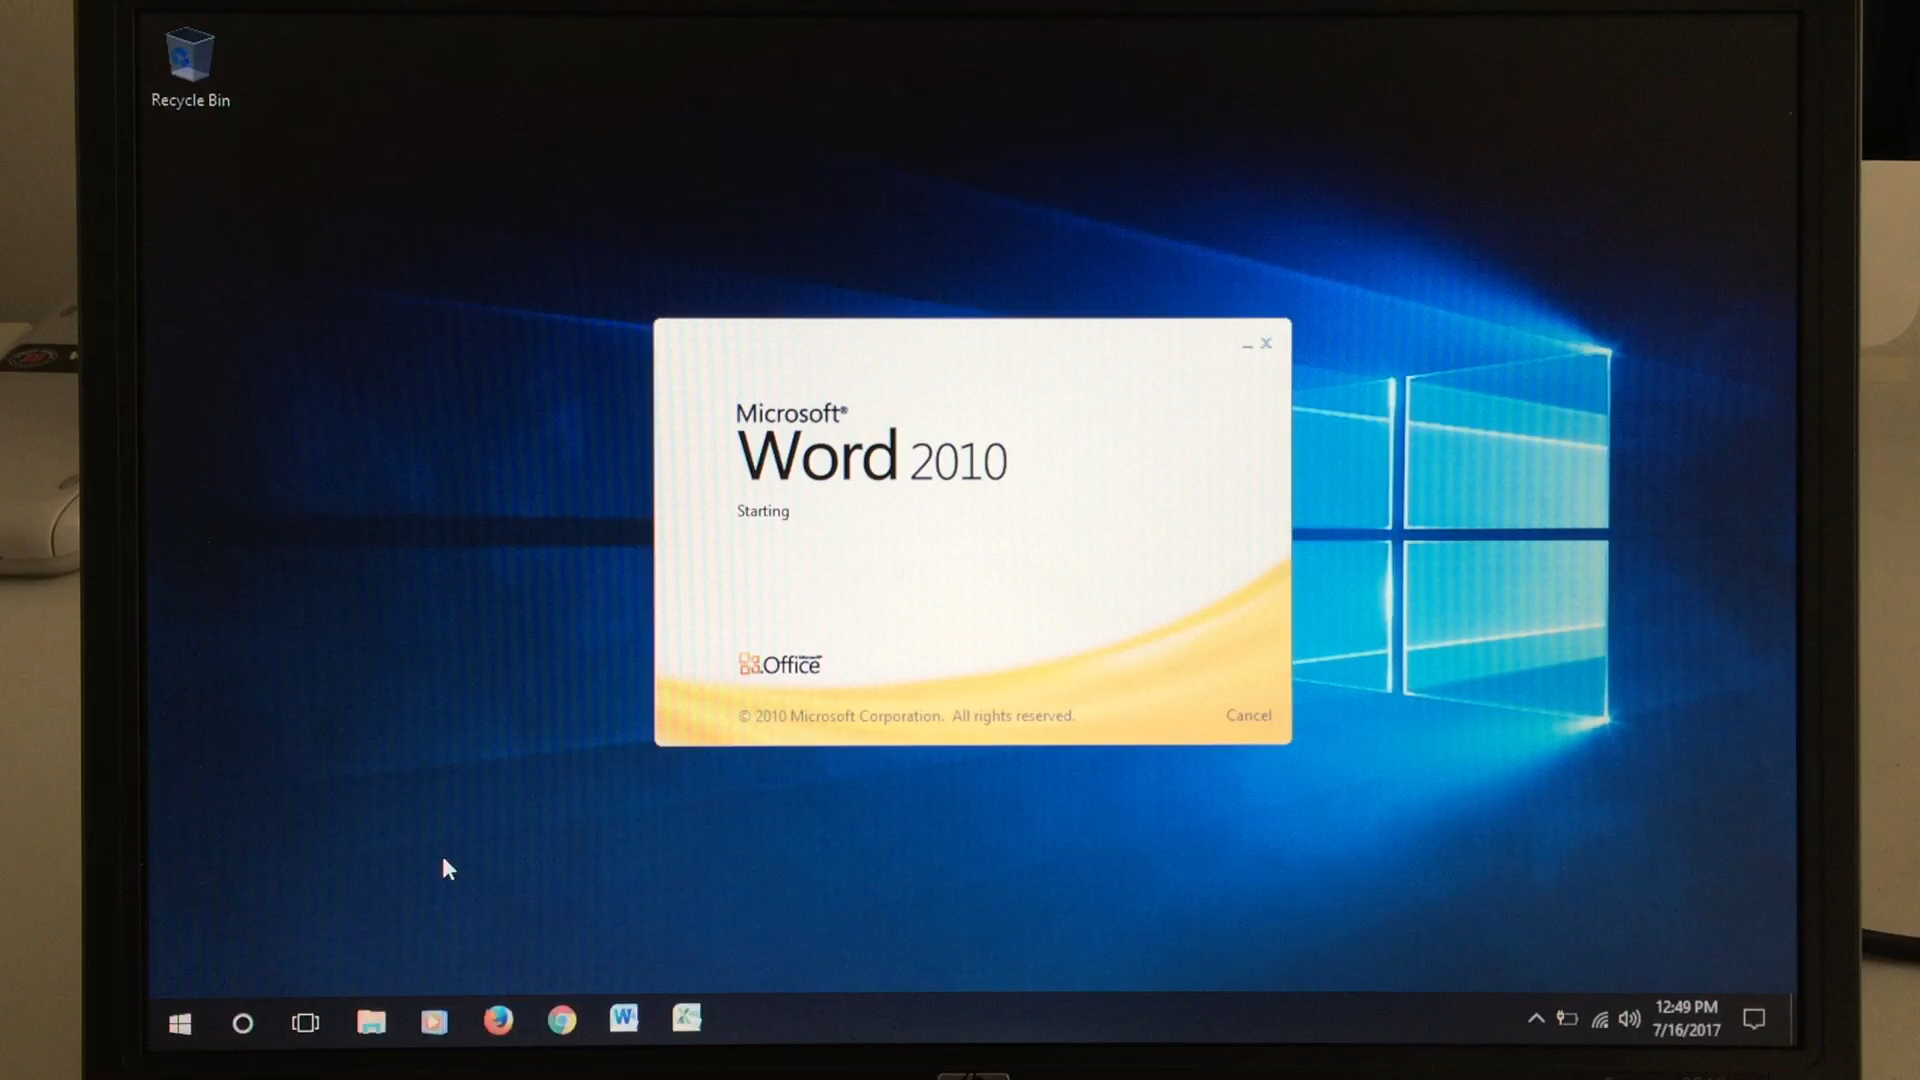 Recycle Bin
Microsoft®
Word 2010
Starting
Office
© 2010 Microsoft Corporation. All rights reserved.
Cancel
12:49 PM
7/16/2017